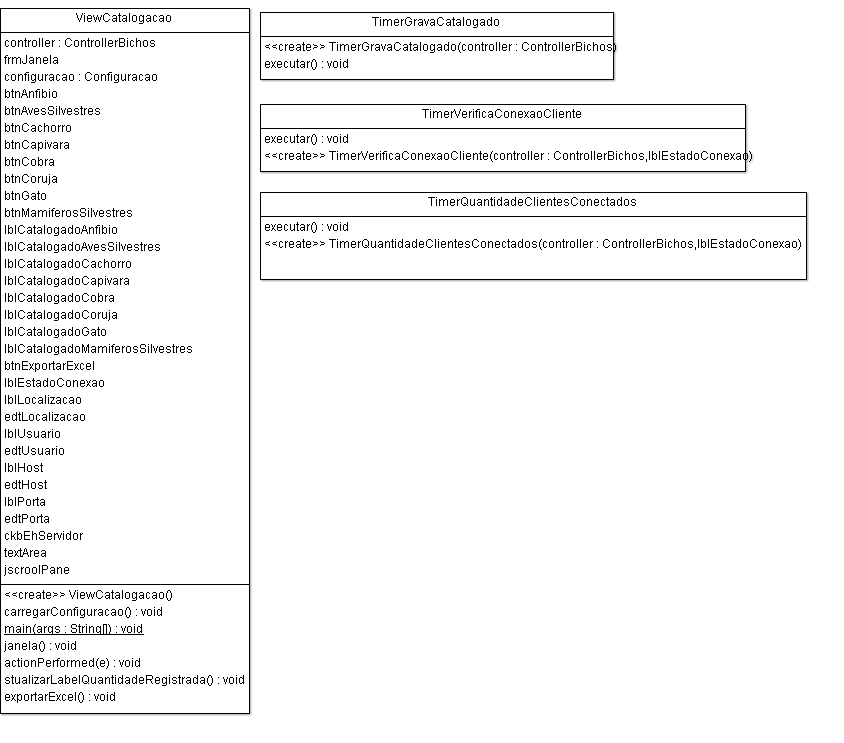 ViewCatalogacao
controller : ControllerBichos
frmJanela
configuracao : Configuracao
btnAnfibio
btnAvesSilvestres
btnCachorro
btnCapivara
btnCobra
btnCoruja
btnGato
btnMamiferosSilvestres
lblCatalogadoAnfibio
lblCatalogadoAvesSilvestres
lblCatalogadoCachorro
lblCatalogadoCapivara
lblCatalogadoCobra
lblCatalogadoCoruja
lblCatalogadoGato
lblCatalogadoMamiferosSilvestres
btnExportarExcel
lblEstadoConexao
lblLocalizacao
edtLocalizacao
lblUsuario
edtUsuario
lblHost
edtHost
lblPorta
edtPorta
ckbEhServidor
textArea
jscroolPane
<<create>> ViewCatalogacao()
carregarConfiguracao() : void
main(args : String[]) : void
janela() : void
actionPerformed(e) : void
stualizarLabelQuantidadeRegistrada() : void
exportarExcel() : void
TimerGravaCatalogado
<<create>> TimerGravaCatalogado(controller : ControllerBichos)
executar() : void
TimerVerificaConexaoCliente
executar() : void
<<create>> TimerVerificaConexaoCliente(controller : ControllerBichos,lblEstadoConexao)
TimerQuantidadeClientesConectados
executar() : void
<<create>> TimerQuantidadeClientesConectados(controller : ControllerBichos,lblEstadoConexao)